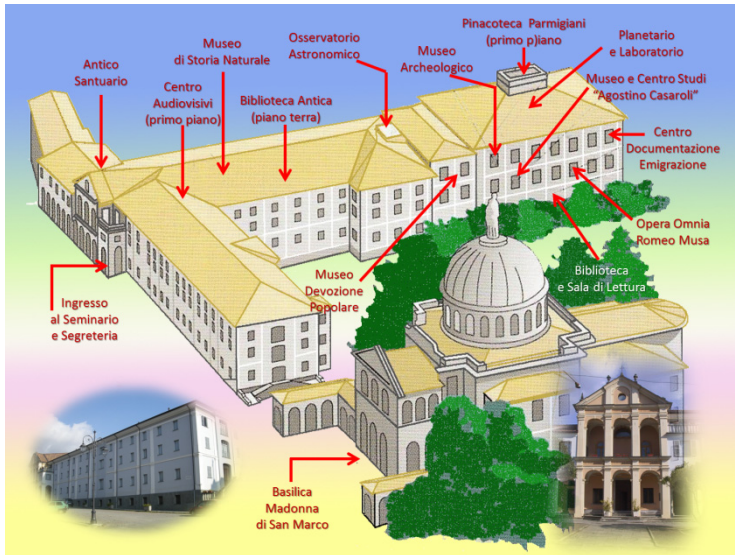 Antico
Santuario
Museo
di Storia Naturale
Centro
Audiovisivi
(primo piano)
Biblioteca Antica
(piano terra)
Osservatorio
Astronomico
Pinacoteca Parmigiani
(primo p)iano
Museo
Archeologico
Planetario
e Laboratorio
Museo e Centro Studi
"Agostino Casaroli"
Centro
Documentazione
Emigrazione
Opera Omnia
Romeo Musa
Biblioteca
e Sala di Lettura
Museo
Devozione
Popolare
Ingresso
al Seminario
e Segreteria
Basilica
Madonna
di San Marco